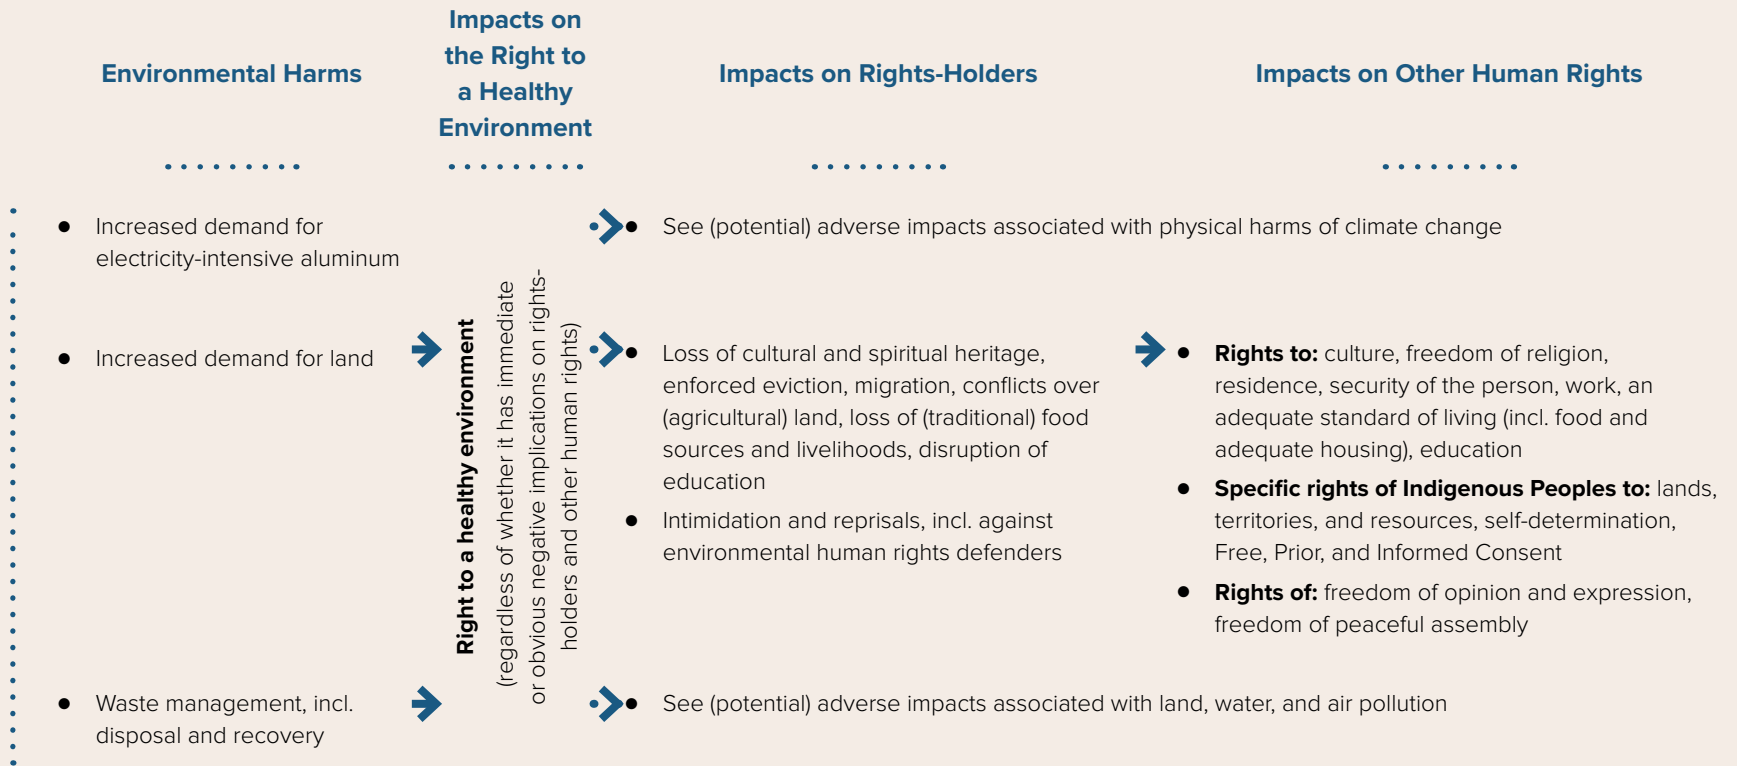 Environmental Harms
Impacts on
the Right to
a Healthy
Environment
Impacts on Rights-Holders
Impacts on Other Human Rights
● Increased demand for
electricity-intensive aluminum
● Increased demand for land
● Waste management, incl.
disposal and recovery
Right to a healthy environment
(regardless of whether it has immediate
or obvious negative implications on rights-
holders and other human rights)
● See (potential) adverse impacts associated with physical harms of climate change
● Loss of cultural and spiritual heritage,
enforced eviction, migration, conflicts over
(agricultural) land, loss of (traditional) food
sources and livelihoods, disruption of
education
● Intimidation and reprisals, incl. against
environmental human rights defenders
● See (potential) adverse impacts associated with land, water, and air pollution
● Rights to: culture, freedom of religion,
residence, security of the person, work, an
adequate standard of living (incl. food and
adequate housing), education
● Specific rights of Indigenous Peoples to: lands,
territories, and resources, self-determination,
Free, Prior, and Informed Consent
● Rights of: freedom of opinion and expression,
freedom of peaceful assembly